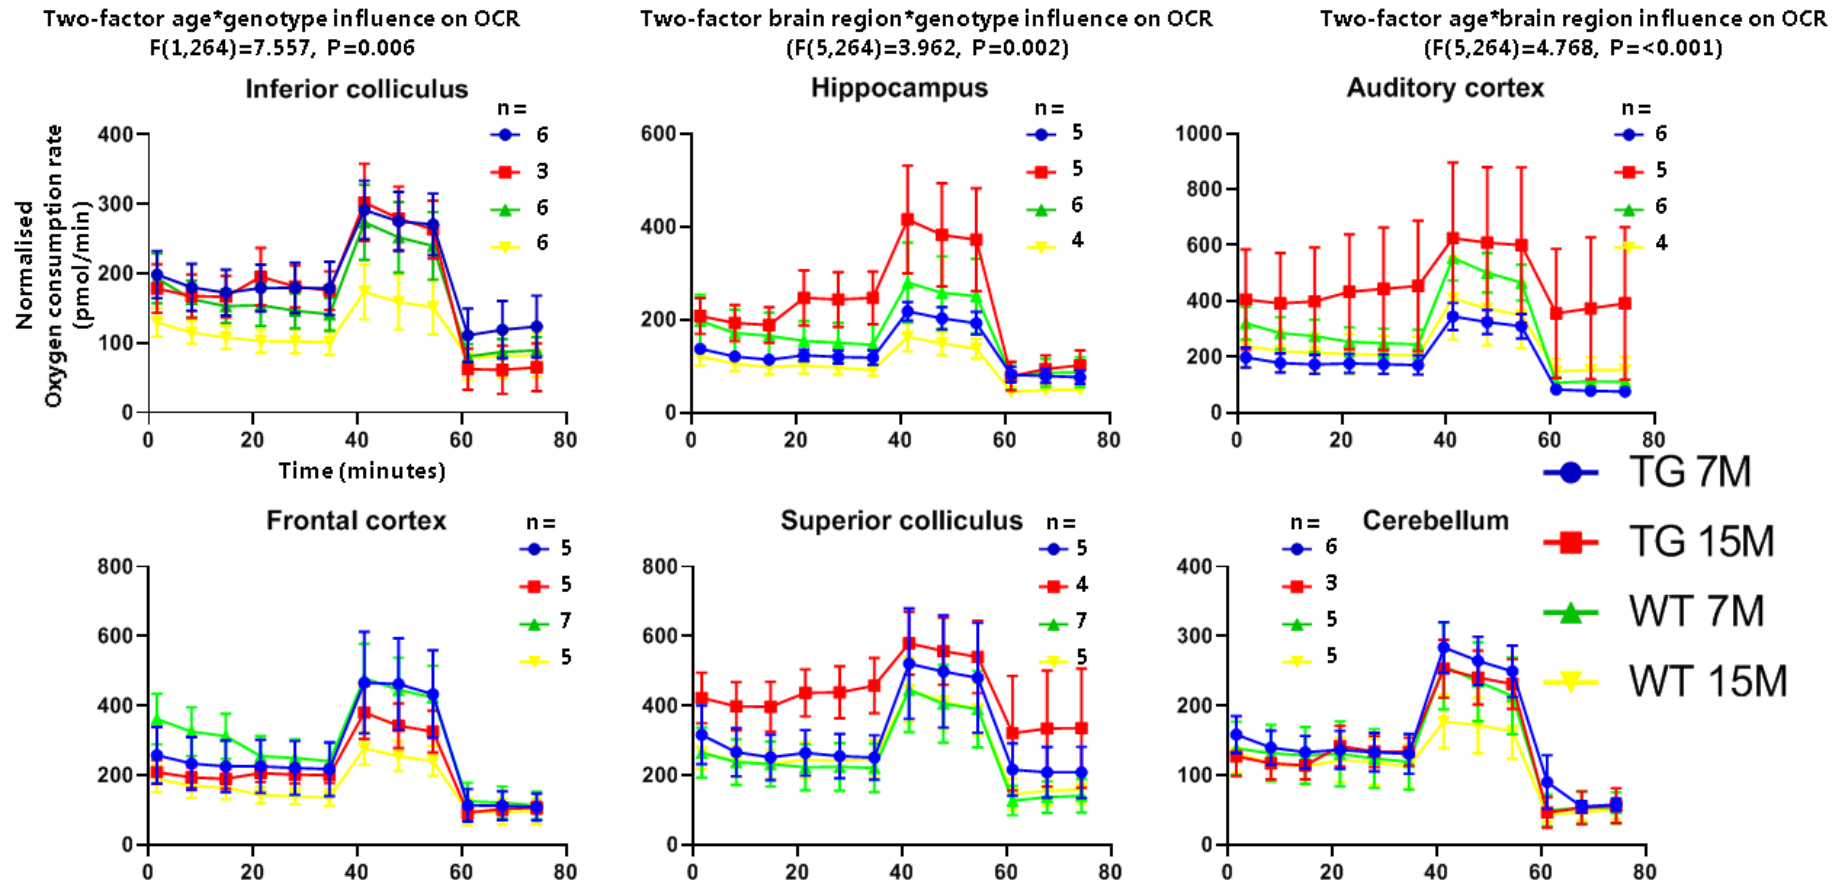 Two-factor age*genotype influence on OCR
F(1,264)=7.557, P=0.006
Two-factor brain region*genotype influence on OCR
(F(5,264)=3.962, P=0.002)
Two-factor age*brain region influence on OCR
(F(5,264)=4.768, P=<0.001)
Inferior colliculus
n=
6
3
6
6
Normalised
Oxygen consumption rate
(pmol/min)
400
300
200
100
0
0 20 40 60 80
Time (minutes)
Hippocampus
n=
5
5
6
4
600
400
200
0
0 20 40 60 80
Auditory cortex
n=
6
5
6
4
1000
800
600
400
200
0
0 20 40 60 80
Frontal cortex
n=
5
5
7
5
800
600
400
200
0
0 20 40 60 80
Superior colliculus
n=
5
4
7
5
800
600
400
200
0
0 20 40 60 80
Cerebellum
n=
6
3
5
5
400
300
200
100
0
0 20 40 60 80
TG 7M
TG 15M
WT 7M
WT 15M